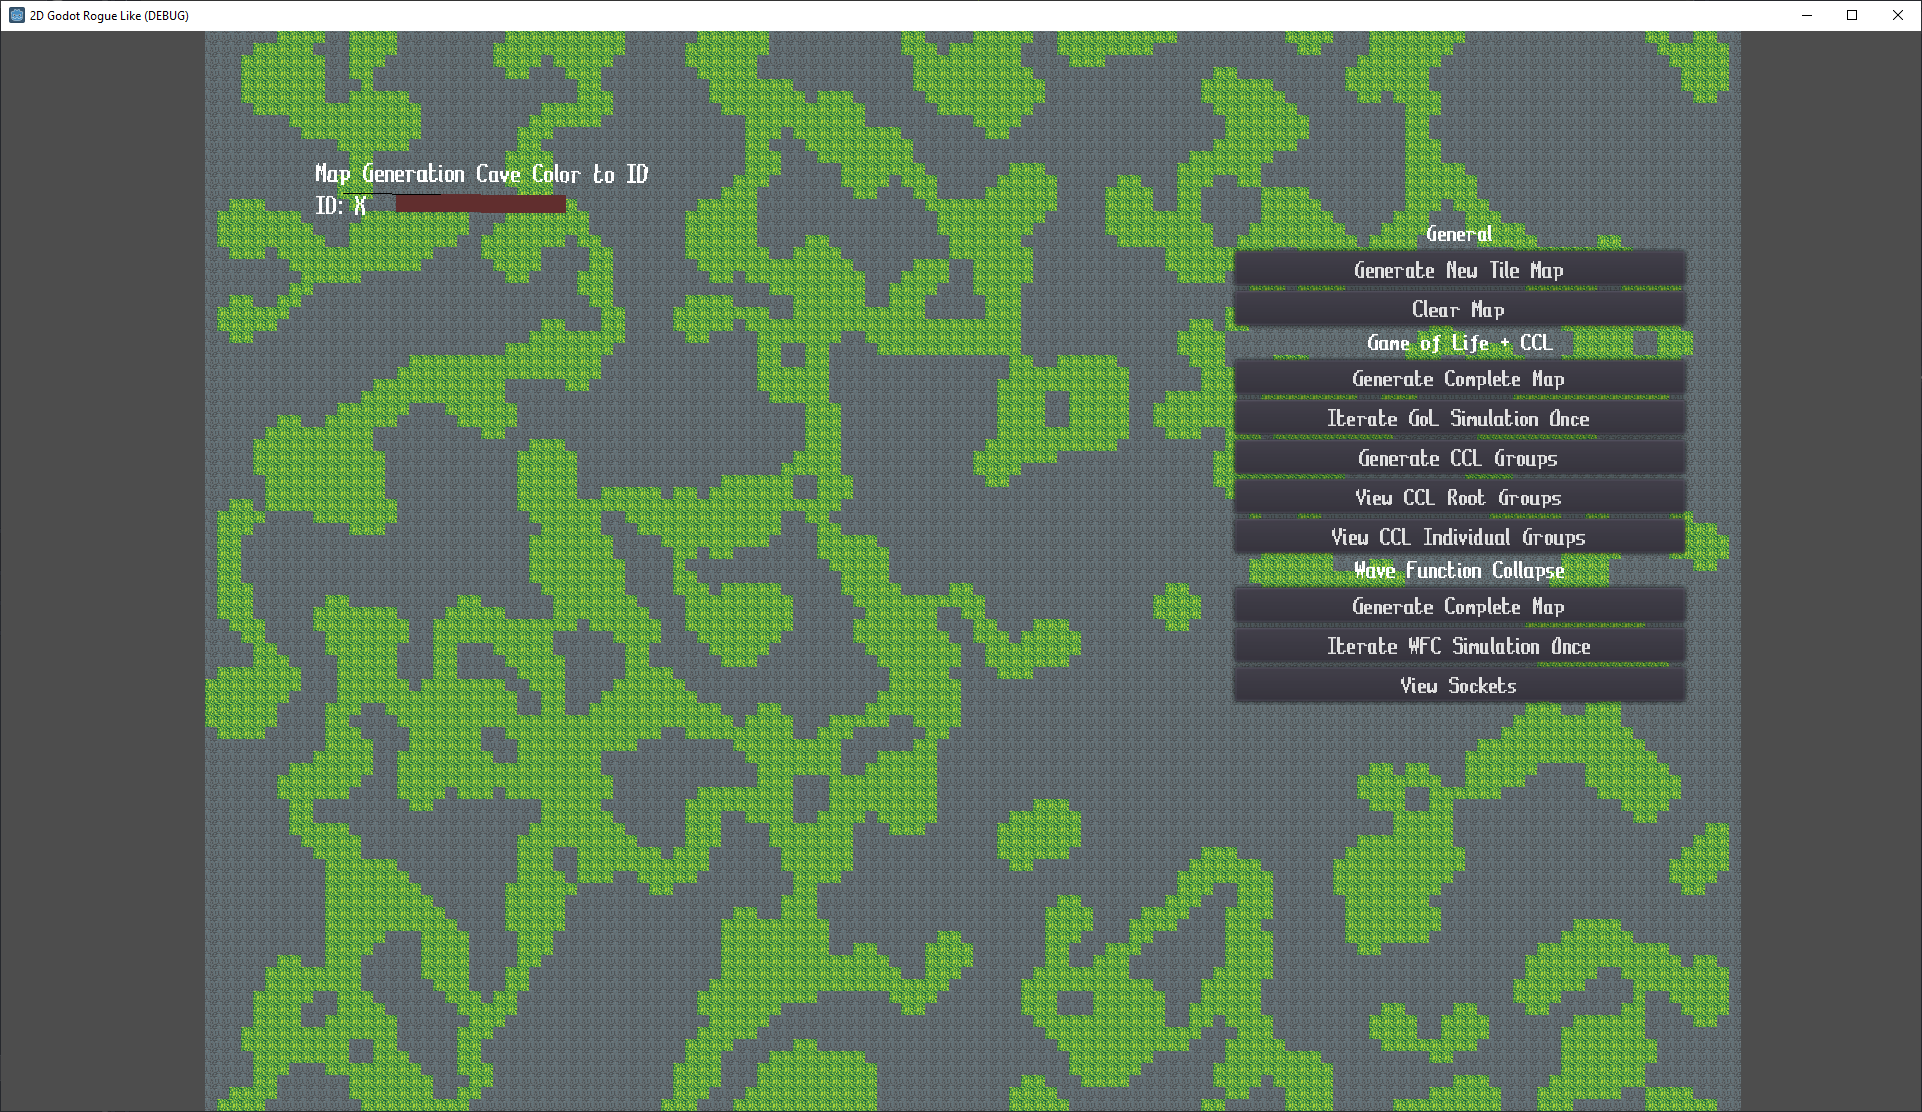 2D Godot Rogue Like (DEBUG)
Map Generation Cave Color to ID
ID: X
General
Generate New Tile Map
Clear Map
Game of Life + CCL
Generate Complete Map
Iterate GoL Simulation Once
Generate CCL Groups
View CCL Root Groups
View CCL Individual Groups
Wave Function Collapse
Generate Complete Map
Iterate WFC Simulation Once
View Sockets